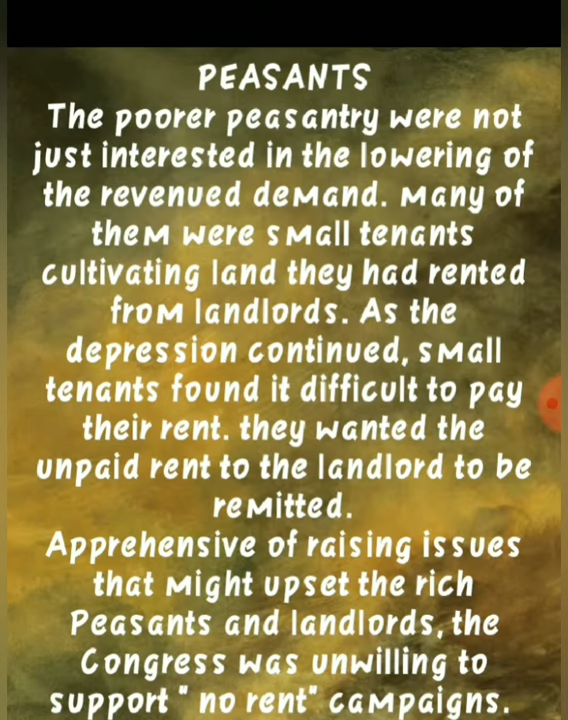 PEASANTS
The poorer peasantry were not
just interested in the lowering of
the revenued demand. Many of
them were small tenants
cultivating land they had rented
from landlords. As the
depression continued, small
tenants found it difficult to pay
their rent. they wanted the
unpaid rent to the landlord to be
remitted.
Apprehensive of raising issues
that might upset the rich
Peasants and landlords, the
Congress was unwilling to
support " no rent" campaigns.